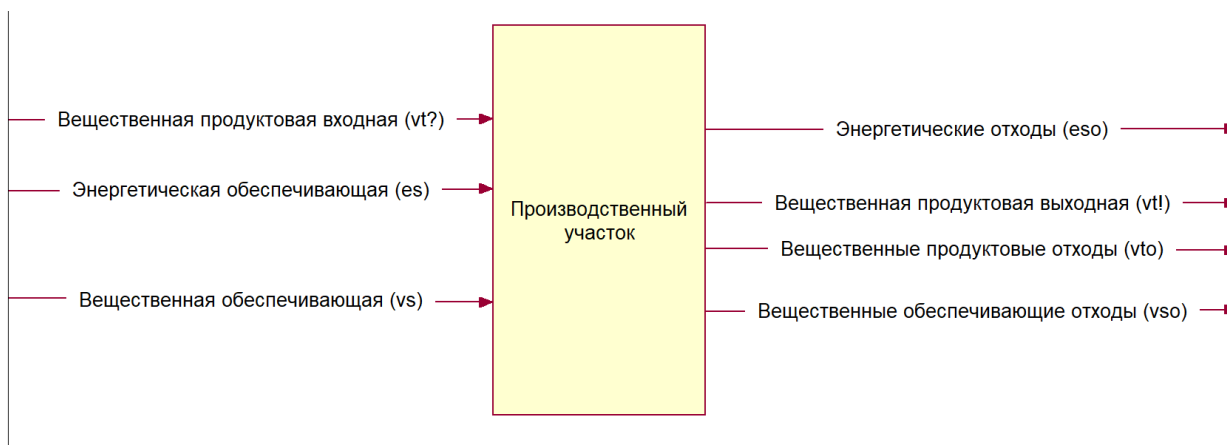 Вещественная продуктовая входная (vt?)
Энергетическая обеспечивающая (es)
Вещественная обеспечивающая (vs)
Производственный
участок
Энергетические отходы (eso)
Вещественная продуктовая выходная (vt!)
Вещественные продуктовые отходы (vto)
Вещественные обеспечивающие отходы (vso)